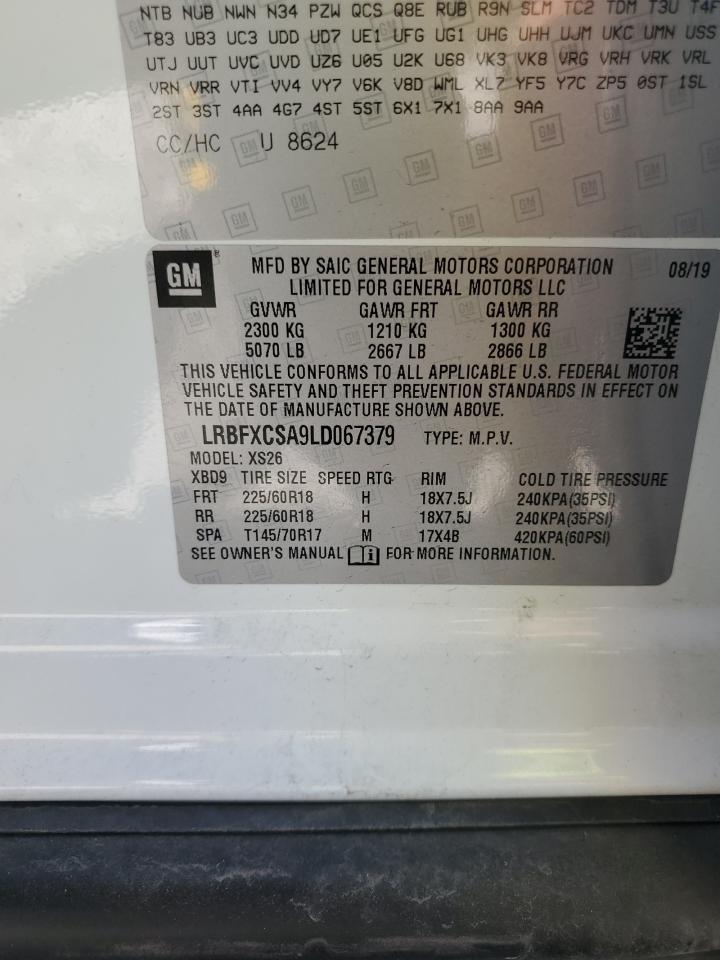 NTB NUB NWN N34 PZW QCS Q8E RUB R9N SLM TC2 TDM T3U T4F
T83 UB3 UC3 UDD UD7 UE1 UFG UG1 UHG UHH UJM UKC UMN USS
UTJ UUT UVC UVD UZ6 U05 U2K U68 VK3 VK8 VRG VRH VRK VRL
VRN VRR VTI VV4 VY7 V6K V8D WML XL7 YF5 Y7C ZP5 0ST 1SL
2ST 3ST 4AA 4G7 4ST 5ST 6X1 7X1 8AA 9AA
CC/HC U 8624
GM ®
MFD BY SAIC GENERAL MOTORS CORPORATION 08/19
LIMITED FOR GENERAL MOTORS LLC
GVWR GAWR FRT GAWR RR
2300 KG 1210 KG 1300 KG
5070 LB 2667 LB 2866 LB
THIS VEHICLE CONFORMS TO ALL APPLICABLE U.S. FEDERAL MOTOR
VEHICLE SAFETY AND THEFT PREVENTION STANDARDS IN EFFECT ON
THE DATE OF MANUFACTURE SHOWN ABOVE.
LRBFXCSA9LD067379 TYPE: M.P.V.
MODEL: XS26
XBD9 TIRE SIZE SPEED RTG RIM COLD TIRE PRESSURE
FRT 225/60R18 H 18X7.5J 240KPA(35PSI)
RR 225/60R18 H 18X7.5J 240KPA(35PSI)
SPA T145/70R17 M 17X4B 420KPA(60PSI)
SEE OWNER'S MANUAL FOR MORE INFORMATION.